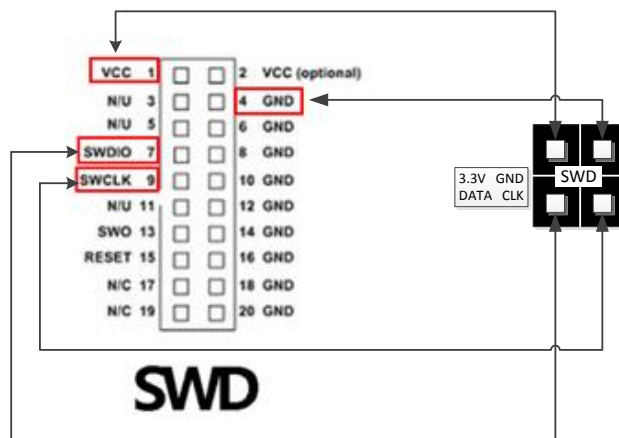 VCC 1 2 VCC (optional)
N/U 3 4 GND
N/U 5 6 GND
SWDIO 7 8 GND
SWCLK 9 10 GND
N/U 11 12 GND
SWO 13 14 GND
RESET 15 16 GND
N/C 17 18 GND
N/C 19 20 GND
3.3V GND
DATA CLK
SWD
SWD